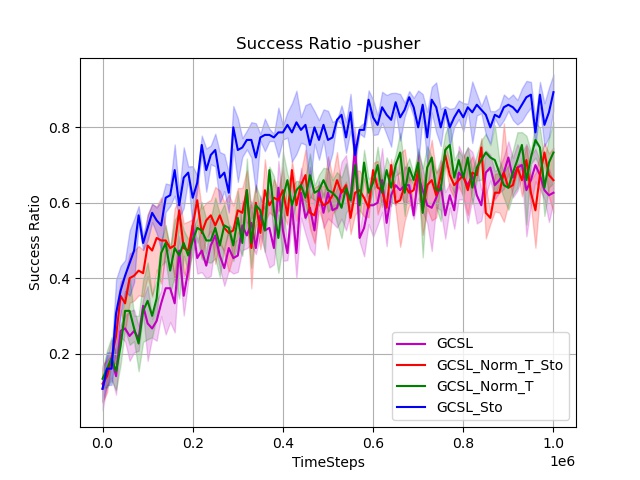 Success Ratio -pusher
Success Ratio
0.8
0.6
0.4
0.2
0.0 0.2 0.4 0.6 0.8 1.0
1e6
TimeSteps
GCSL
GCSL_Norm_T_Sto
GCSL_Norm_T
GCSL_Sto